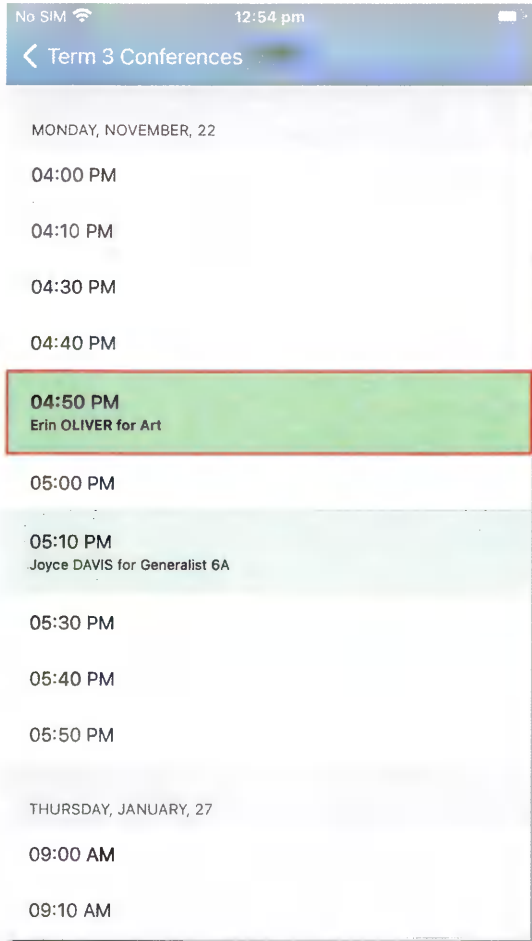 No SIM 12:54 pm
Term 3 Conferences
MONDAY, NOVEMBER, 22
04:00 PM
04:10 PM
04:30 PM
04:40 PM
04:50 PM
Erin OLIVER for Art
05:00 PM
05:10 PM
Joyce DAVIS for Generalist 6A
05:30 PM
05:40 PM
05:50 PM
THURSDAY, JANUARY, 27
09:00 AM
09:10 AM